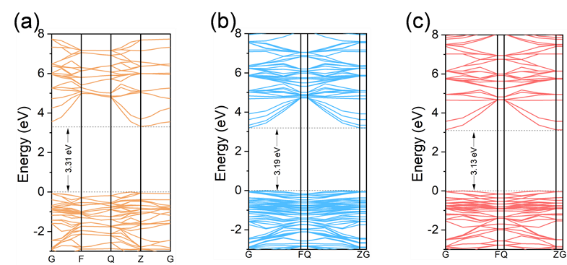 (a)
(b)
(c)
Energy (eV)
8
6
4
2
0
-2
3.31 eV
G F Q Z G
Energy (eV)
8
6
4
2
0
-2
3.19 eV
G FQ ZG
Energy (eV)
8
6
4
2
0
-2
3.13 eV
G FQ ZG